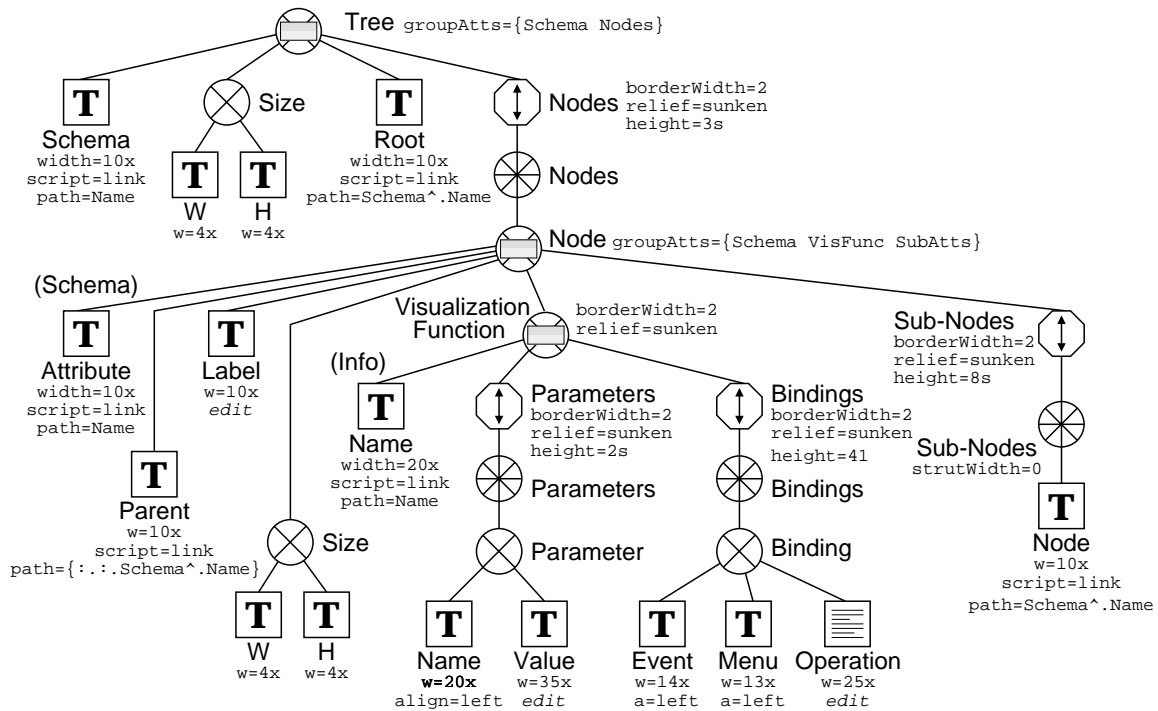 Tree groupAtts={Schema Nodes}
T
Schema
width=10x
script=link
path=Name
Size
T
W
w=4x
T
H
w=4x
T
Root
width=10x
script=link
path=Schema^.Name
Nodes
borderWidth=2
relief=sunken
height=3s
Nodes
Node groupAtts={Schema VisFunc SubAtts}
(Schema)
T
Attribute
width=10x
script=link
path=Name
T
Parent
w=10x
script=link
path={:.:.Schema^.Name}
T
Label
w=10x
edit
Size
T
W
w=4x
T
H
w=4x
Visualization
Function
borderWidth=2
relief=sunken
(Info)
T
Name
width=20x
script=link
path=Name
Parameters
borderWidth=2
relief=sunken
height=2s
Parameters
Parameter
T
Name
w=20x
align=left
T
Value
w=35x
edit
Bindings
borderWidth=2
relief=sunken
height=41
Bindings
Binding
T
Event
w=14x
a=left
T
Menu
w=13x
a=left
Operation
w=25x
edit
Sub-Nodes
borderWidth=2
relief=sunken
height=8s
Sub-Nodes
strutWidth=0
T
Node
w=10x
script=link
path=Schema^.Name